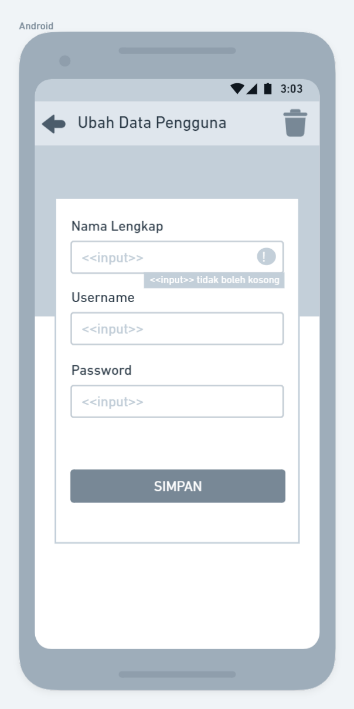 Android
3:03
Ubah Data Pengguna
Nama Lengkap
<<input>>
!
<<input>> tidak boleh kosong
Username
<<input>>
Password
<<input>>
SIMPAN